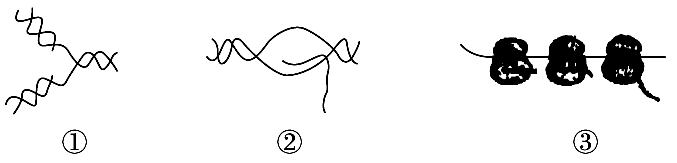 ① ② ③